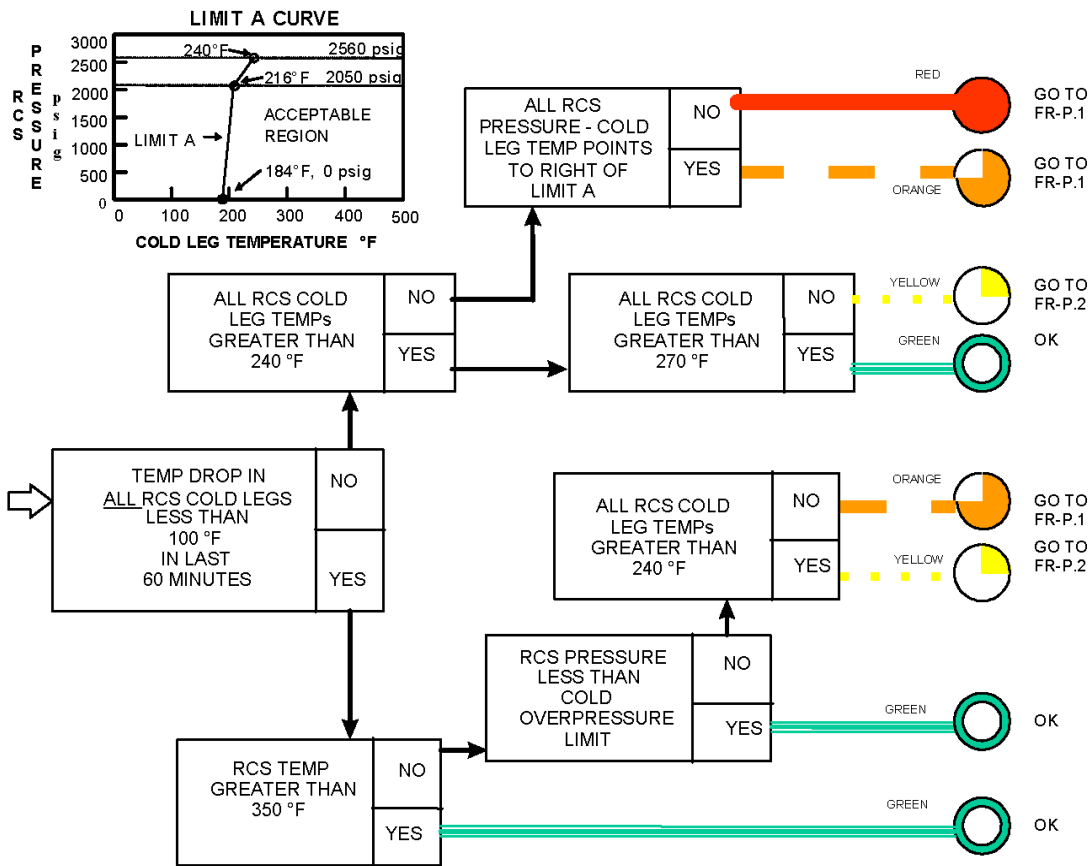 LIMIT A CURVE
RCS PRESSURE
psig
3000
2500
2000
1500
1000
500
0
240°F
2560 psig
216°F
2050 psig
LIMIT A
ACCEPTABLE
REGION
184°F, 0 psig
0 100 200 300 400 500
COLD LEG TEMPERATURE °F
ALL RCS
PRESSURE - COLD
LEG TEMP POINTS
TO RIGHT OF
LIMIT A
NO
YES
RED
GO TO
FR-P.1
ORANGE
GO TO
FR-P.1
ALL RCS COLD
LEG TEMPs
GREATER THAN
240 °F
NO
YES
ALL RCS COLD
LEG TEMPs
GREATER THAN
270 °F
NO
YES
YELLOW
GO TO
FR-P.2
GREEN
OK
TEMP DROP IN
ALL RCS COLD LEGS
LESS THAN
100 °F
IN LAST
60 MINUTES
NO
YES
ALL RCS COLD
LEG TEMPs
GREATER THAN
240 °F
NO
YES
ORANGE
GO TO
FR-P.1
YELLOW
GO TO
FR-P.2
RCS PRESSURE
LESS THAN
COLD
OVERPRESSURE
LIMIT
NO
YES
GREEN
OK
RCS TEMP
GREATER THAN
350 °F
NO
YES
GREEN
OK